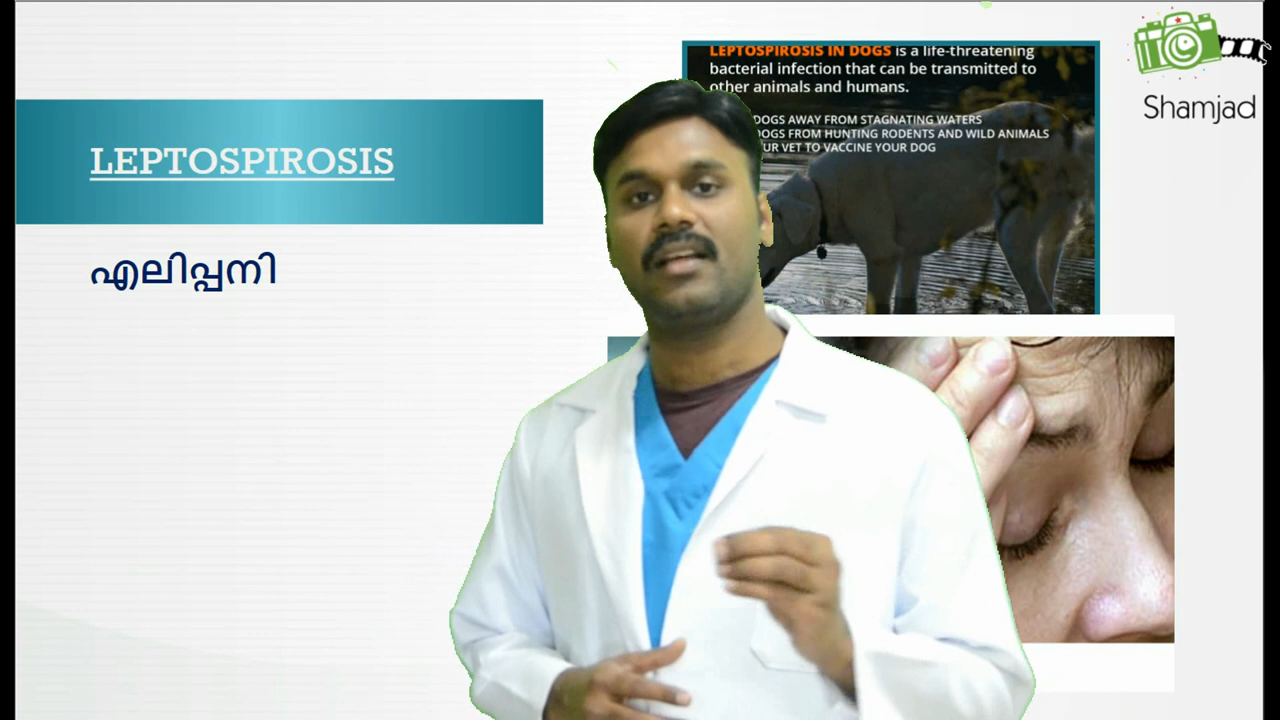 LEPTOSPIROSIS
എലിപ്പനി
LEPTOSPIROSIS IN DOGS is a life-threatening
bacterial infection that can be transmitted to
other animals and humans.
DOGS AWAY FROM STAGNATING WATERS
DOGS FROM HUNTING RODENTS AND WILD ANIMALS
VET TO VACCINE YOUR DOG
Shamjad